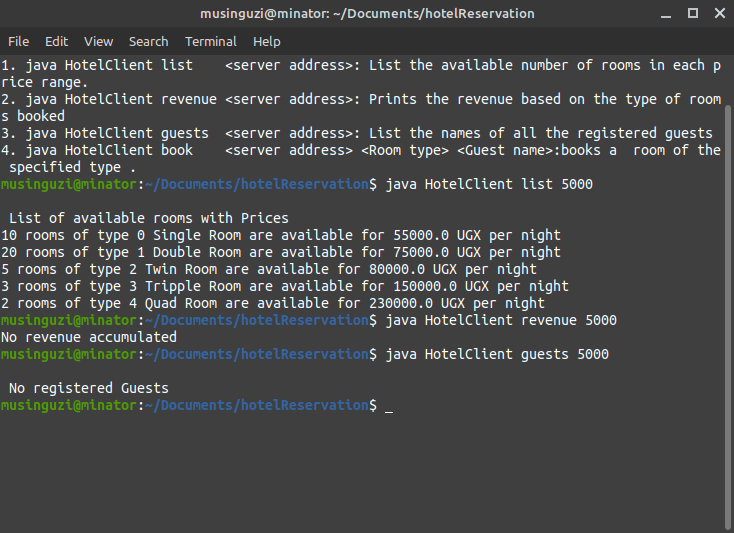 musinguzi@minator: ~/Documents/hotelReservation
File Edit View Search Terminal Help
1. java HotelClient list    <server address>: List the available number of rooms in each p
rice range.
2. java HotelClient revenue <server address>: Prints the revenue based on the type of room
s booked
3. java HotelClient guests  <server address>: List the names of all the registered guests
4. java HotelClient book    <server address> <Room type> <Guest name>:books a  room of the
 specified type .
musinguzi@minator:~/Documents/hotelReservation$ java HotelClient list 5000
 List of available rooms with Prices
10 rooms of type 0 Single Room are available for 55000.0 UGX per night
20 rooms of type 1 Double Room are available for 75000.0 UGX per night
5 rooms of type 2 Twin Room are available for 80000.0 UGX per night
3 rooms of type 3 Tripple Room are available for 150000.0 UGX per night
2 rooms of type 4 Quad Room are available for 230000.0 UGX per night
musinguzi@minator:~/Documents/hotelReservation$ java HotelClient revenue 5000
No revenue accumulated
musinguzi@minator:~/Documents/hotelReservation$ java HotelClient guests 5000
 No registered Guests
musinguzi@minator:~/Documents/hotelReservation$ _